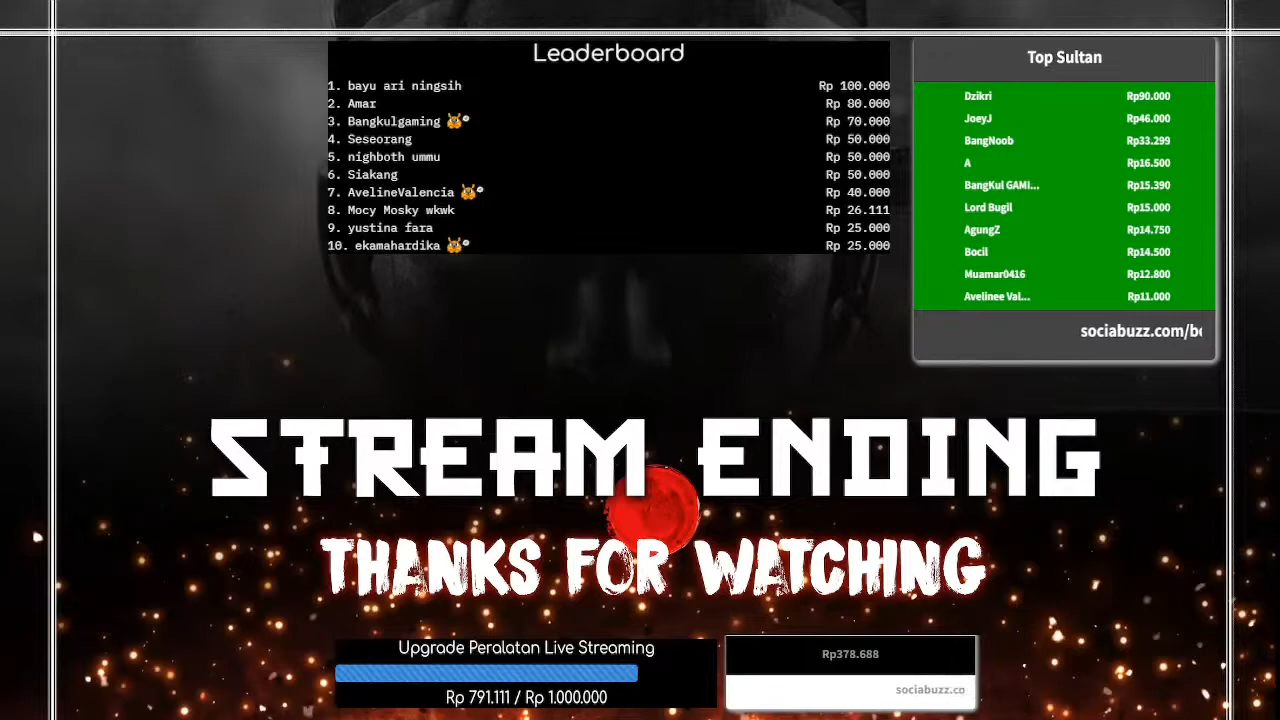 Leaderboard
1. bayu ari ningsih Rp 100.000
2. Amar Rp 80.000
3. Bangkulgaming Rp 70.000
4. Seseorang Rp 50.000
5. nighboth ummu Rp 50.000
6. Siakang Rp 50.000
7. AvelineValencia Rp 40.000
8. Mocy Mosky wkwk Rp 26.111
9. yustina fara Rp 25.000
10. ekamahardika Rp 25.000
Top Sultan
Dzikri Rp90.000
JoeyJ Rp46.000
BangNoob Rp33.299
A Rp16.500
BangKul GAMI... Rp15.390
Lord Bugil Rp15.000
AgungZ Rp14.750
Bocil Rp14.500
Muamar0416 Rp12.800
Avelinee Val... Rp11.000
sociabuzz.com/be
STREAM ENDING
THANKS FOR WATCHING
Upgrade Peralatan Live Streaming
Rp 791.111 / Rp 1.000.000
Rp378.688
sociabuzz.co